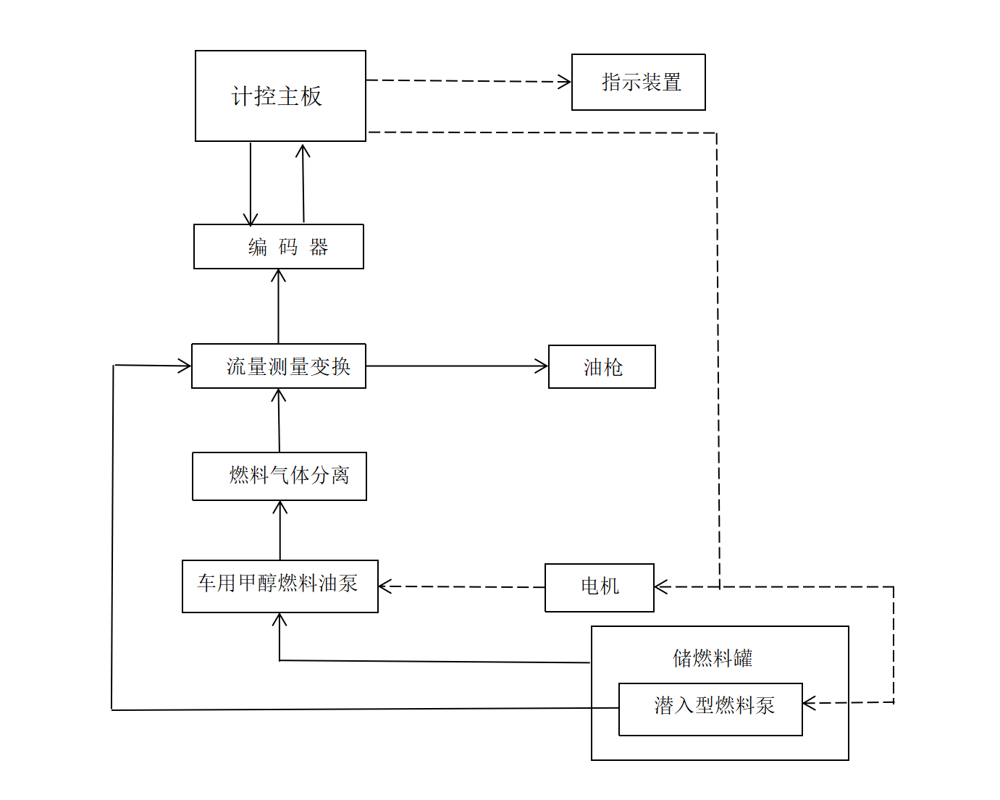 计控主板
指示装置
编 码 器
流量测量变换
油枪
燃料气体分离
车用甲醇燃料油泵
电机
储燃料罐
潜入型燃料泵